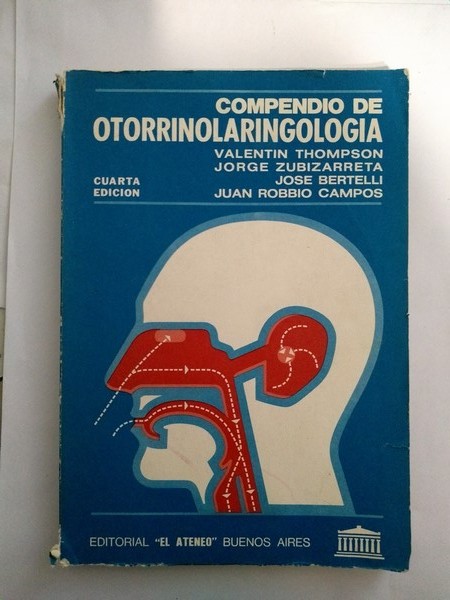 COMPENDIO DE
OTORRINOLARINGOLOGIA
VALENTIN THOMPSON
JORGE ZUBIZARRETA
JOSE BERTELLI
JUAN ROBBIO CAMPOS
CUARTA
EDICION
EDITORIAL "EL ATENEO" BUENOS AIRES